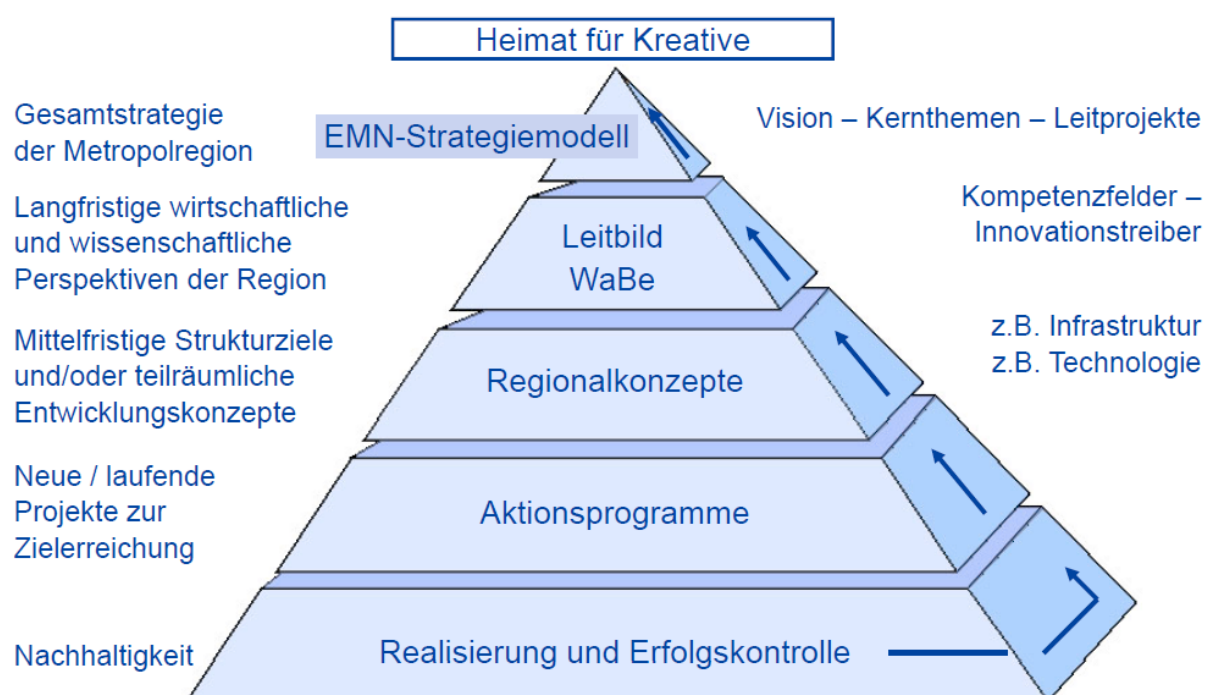 Heimat für Kreative
Gesamtstrategie
der Metropolregion
EMN-Strategiemodell
Vision – Kernthemen – Leitprojekte
Langfristige wirtschaftliche
und wissenschaftliche
Perspektiven der Region
Leitbild
WaBe
Kompetenzfelder –
Innovationstreiber
Mittelfristige Strukturziele
und/oder teilräumliche
Entwicklungskonzepte
Regionalkonzepte
z.B. Infrastruktur
z.B. Technologie
Neue / laufende
Projekte zur
Zielerreichung
Aktionsprogramme
Nachhaltigkeit
Realisierung und Erfolgskontrolle